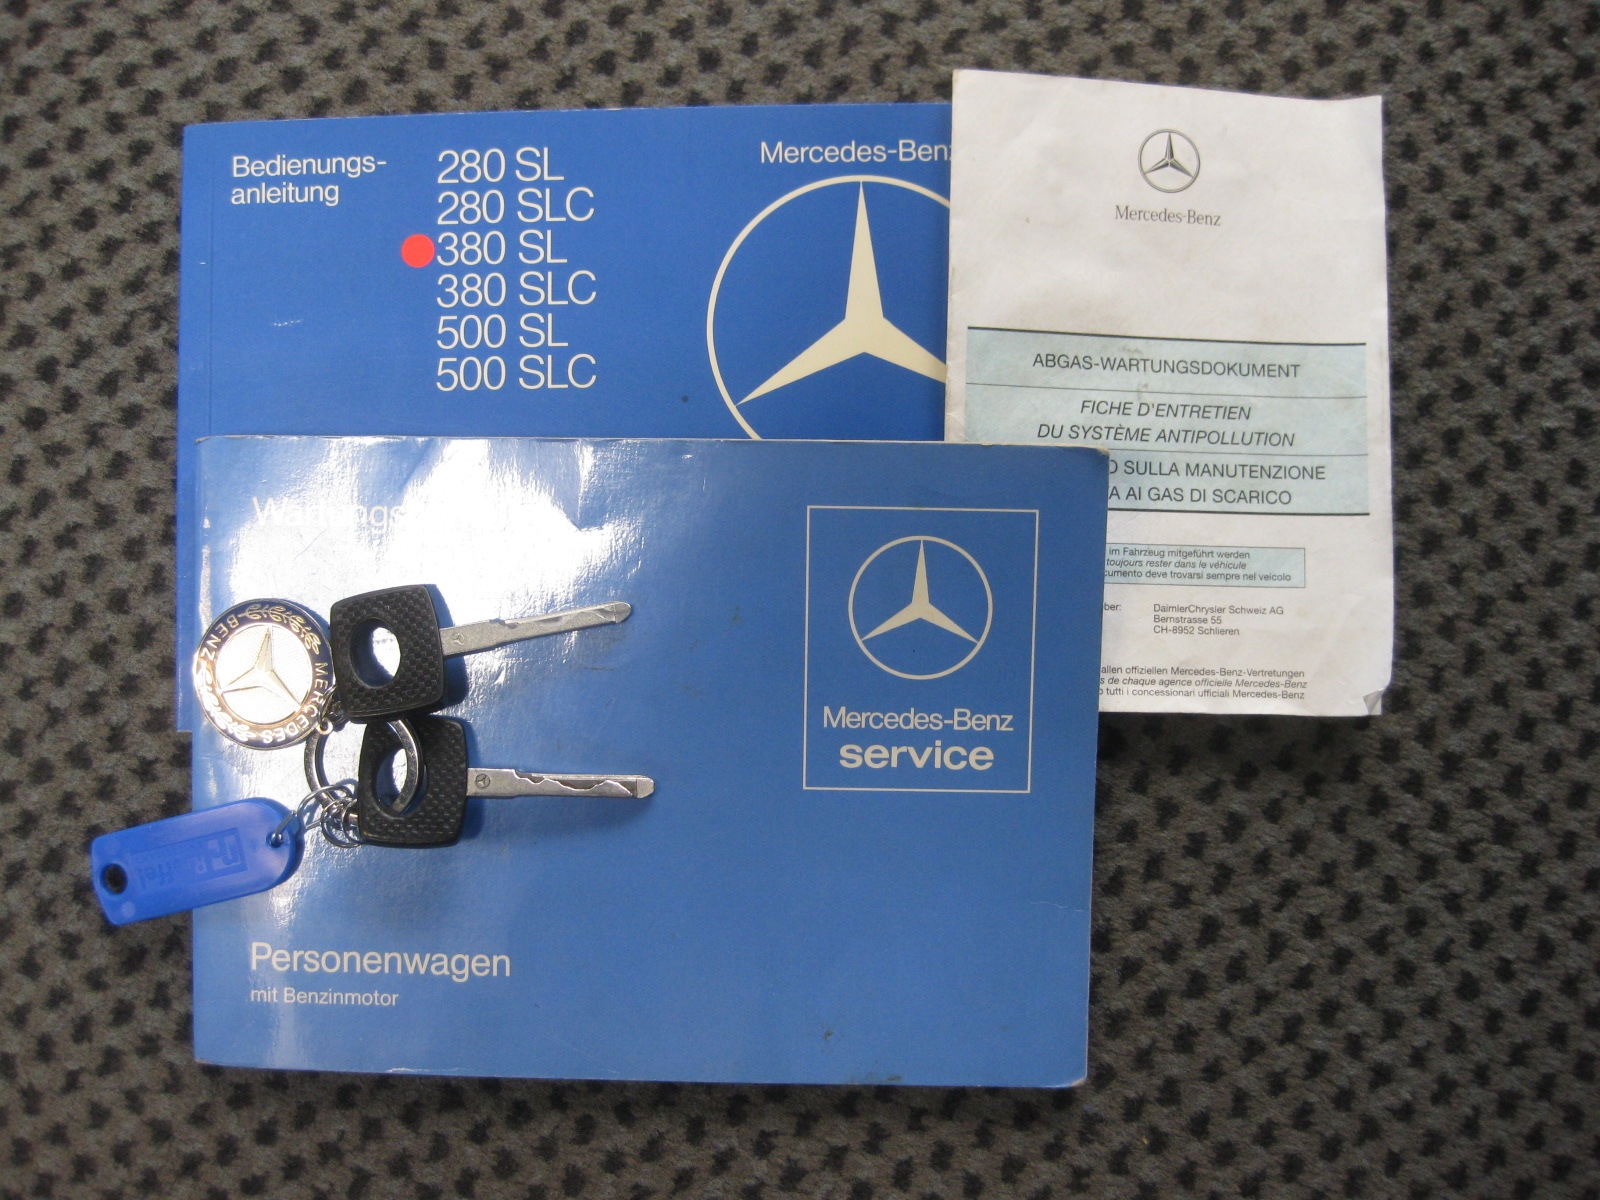 Bedienungs-
anleitung
280 SL
280 SLC
380 SL
380 SLC
500 SL
500 SLC
Mercedes-Benz
Mercedes-Benz
ABGAS-WARTUNGSDOKUMENT
FICHE D'ENTRETIEN
DU SYSTÈME ANTIPOLLUTION
O SULLA MANUTENZIONE
A AI GAS DI SCARICO
im Fahrzeug mitgeführt werden
toujours rester dans le véhicule
cumento deve trovarsi sempre nel veicolo
ber: DaimlerChrysler Schweiz AG
Bernstrasse 55
CH-8952 Schlieren
allen offiziellen Mercedes-Benz-Vertretungen
s de chaque agence officielle Mercedes-Benz
o tutti i concessionari ufficiali Mercedes-Benz
Wartungs
Mercedes-Benz
service
MERCEDES-BENZ
Personenwagen
mit Benzinmotor